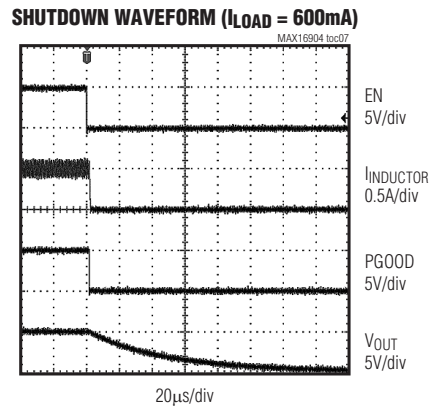 SHUTDOWN WAVEFORM (ILOAD = 600mA)
MAX16904 toc07
EN
5V/div
IINDUCTOR
0.5A/div
PGOOD
5V/div
VOUT
5V/div
20µs/div